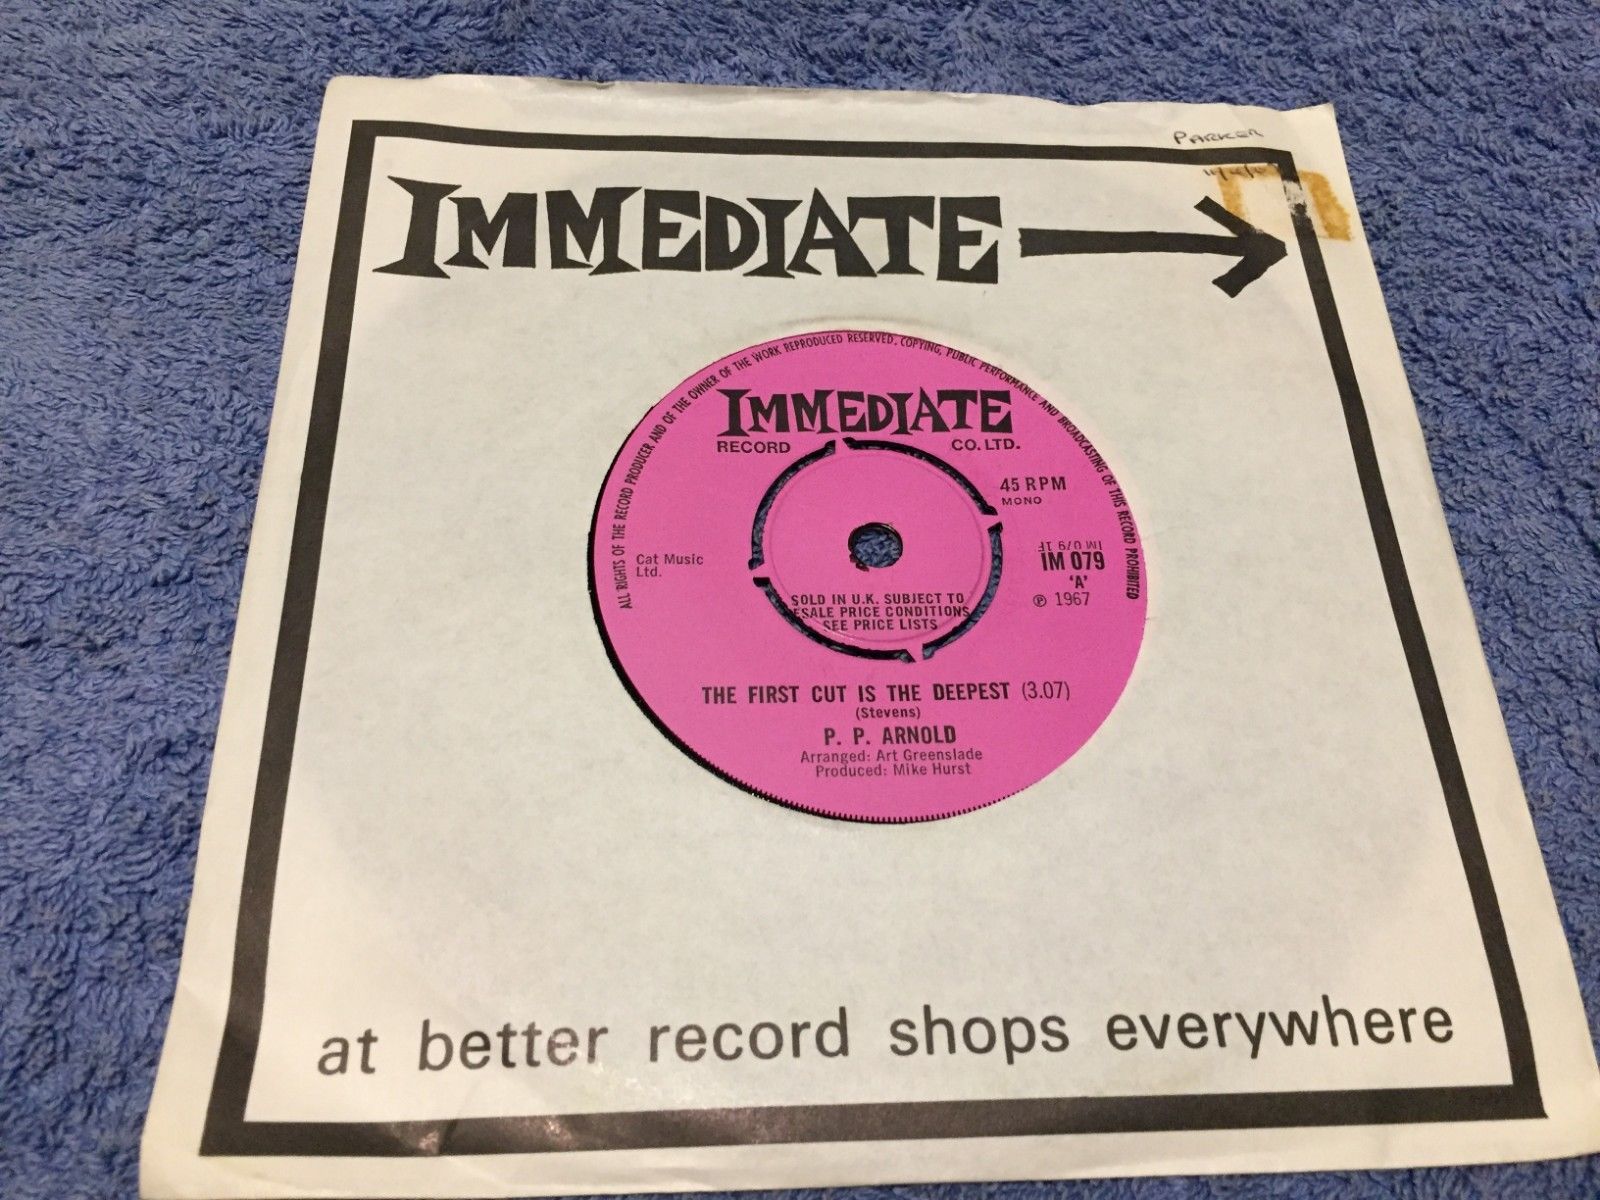 PARKER
IMMEDIATE
ALL RIGHTS OF THE RECORD PRODUCER AND OF THE OWNER OF THE WORK REPRODUCED RESERVED. COPYING, PUBLIC PERFORMANCE AND BROADCASTING OF THIS RECORD PROHIBITED
IMMEDIATE
RECORD CO. LTD.
45 RPM
MONO
IM 079 1F
IM 079
'A'
℗ 1967
Cat Music
Ltd.
SOLD IN U.K. SUBJECT TO
ESALE PRICE CONDITIONS
SEE PRICE LISTS
THE FIRST CUT IS THE DEEPEST (3.07)
(Stevens)
P. P. ARNOLD
Arranged: Art Greenslade
Produced: Mike Hurst
at better record shops everywhere